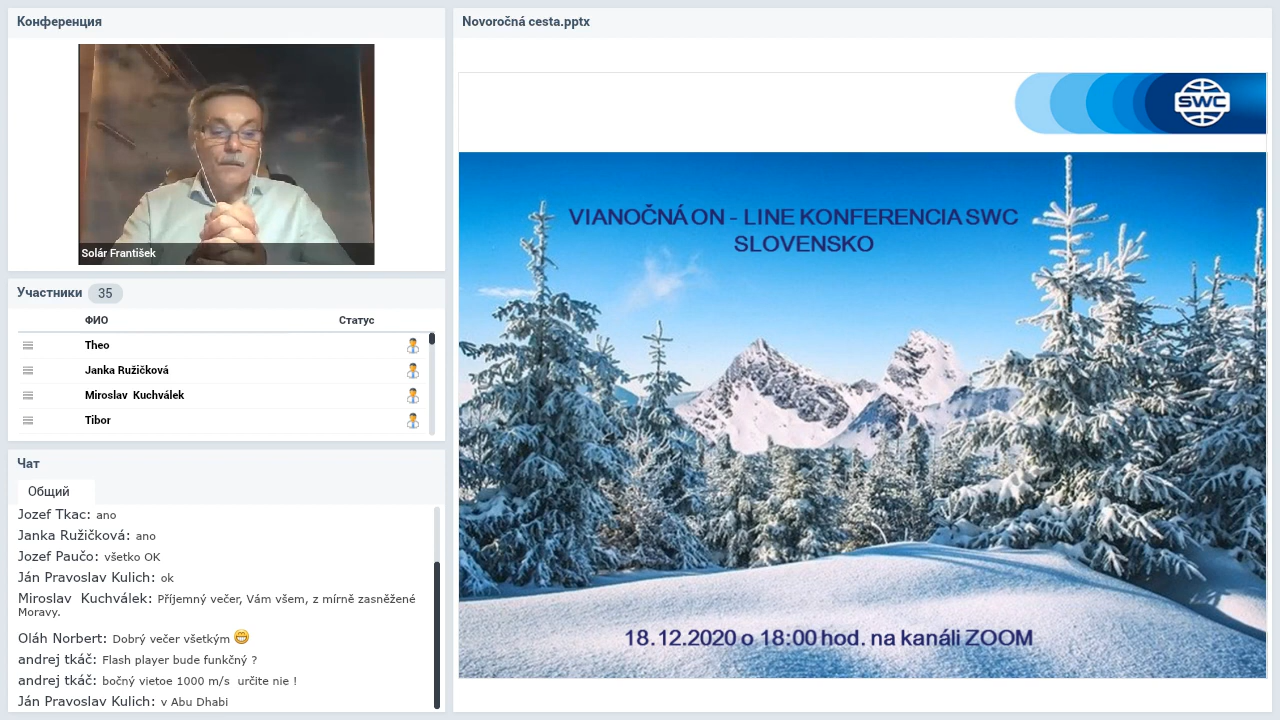 Конференция
Solár František
Участники 35
ФИО Статус
Theo
Janka Ružičková
Miroslav Kuchválek
Tibor
Чат
Общий
Jozef Tkac: ano
Janka Ružičková: ano
Jozef Paučo: všetko OK
Ján Pravoslav Kulich: ok
Miroslav Kuchválek: Příjemný večer, Vám všem, z mírně zasněžené
Moravy.
Oláh Norbert: Dobrý večer všetkým
andrej tkáč: Flash player bude funkčný ?
andrej tkáč: bočný vietoe 1000 m/s určite nie !
Ján Pravoslav Kulich: v Abu Dhabi
Novoročná cesta.pptx
SWC
VIANOČNÁ ON - LINE KONFERENCIA SWC
SLOVENSKO
18.12.2020 o 18:00 hod. na kanáli ZOOM